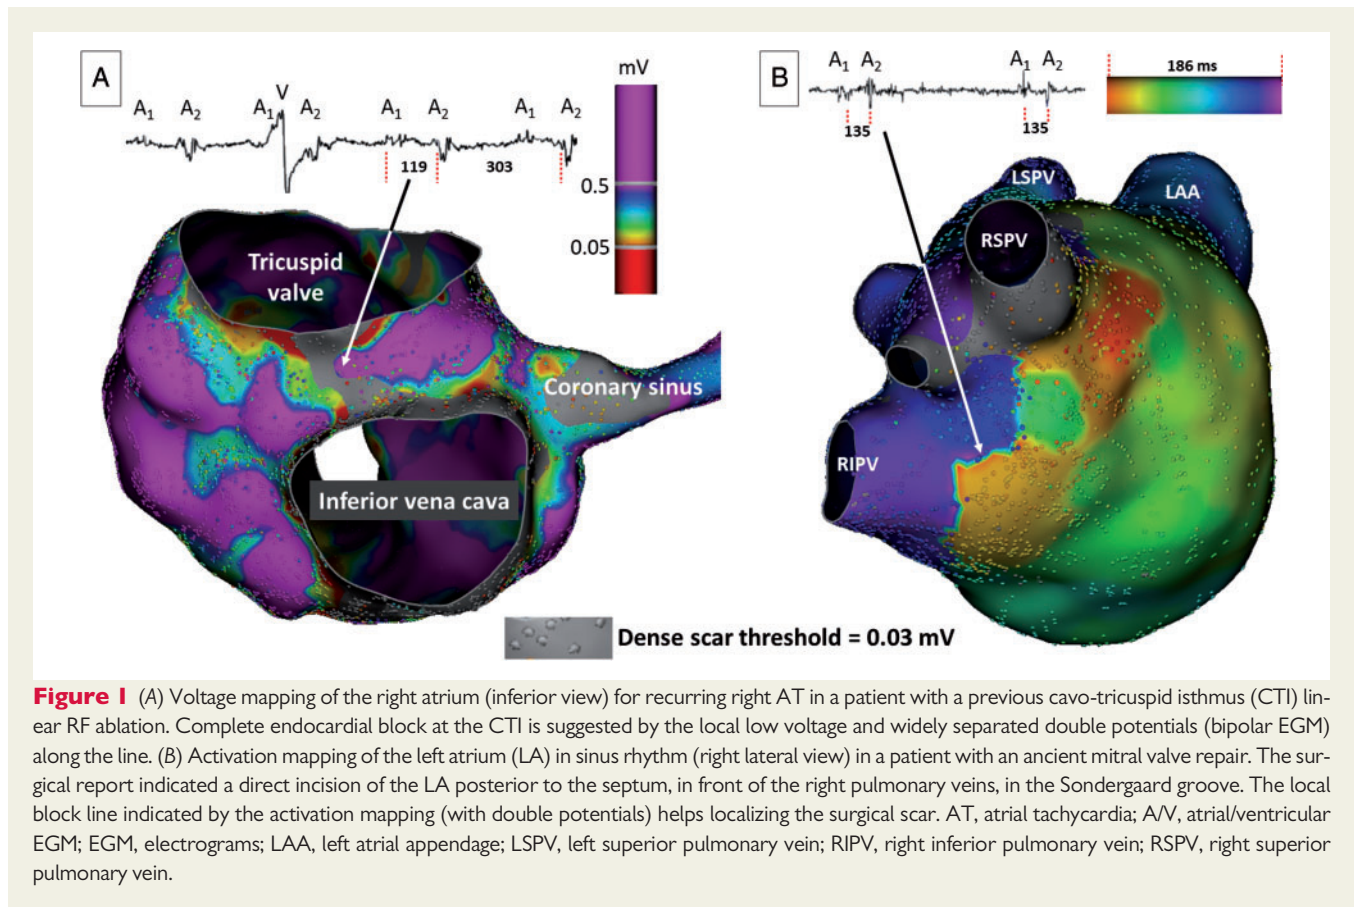 A
A1 A2 A1 V A2 A1 A2 A1 A2
119 303
mV
0.5
0.05
Tricuspid
valve
Coronary sinus
Inferior vena cava
B
A1 A2 A1 A2
135 135
186 ms
LSPV
LAA
RSPV
RIPV
Dense scar threshold = 0.03 mV
Figure 1 (A) Voltage mapping of the right atrium (inferior view) for recurring right AT in a patient with a previous cavo-tricuspid isthmus (CTI) lin-
ear RF ablation. Complete endocardial block at the CTI is suggested by the local low voltage and widely separated double potentials (bipolar EGM)
along the line. (B) Activation mapping of the left atrium (LA) in sinus rhythm (right lateral view) in a patient with an ancient mitral valve repair. The sur-
gical report indicated a direct incision of the LA posterior to the septum, in front of the right pulmonary veins, in the Sondergaard groove. The local
block line indicated by the activation mapping (with double potentials) helps localizing the surgical scar. AT, atrial tachycardia; A/V, atrial/ventricular
EGM; EGM, electrograms; LAA, left atrial appendage; LSPV, left superior pulmonary vein; RIPV, right inferior pulmonary vein; RSPV, right superior
pulmonary vein.